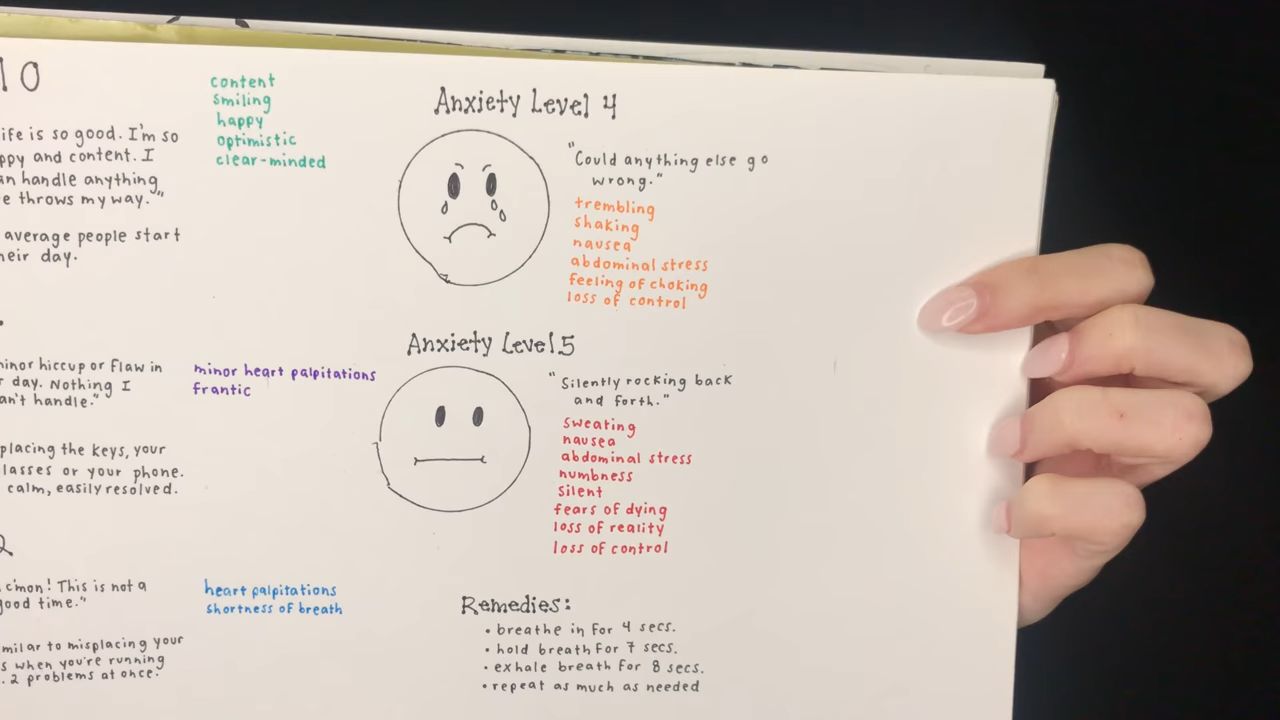 10
content
smiling
happy
optimistic
clear-minded
ife is so good. I'm so
ppy and content. I
an handle anything
e throws my way."
average people start
heir day.
minor hiccup or flaw in
r day. Nothing I
an't handle."
minor heart palpitations
frantic
placing the keys, your
lasses or your phone.
calm, easily resolved.
2
c'mon! This is not a
good time."
heart palpitations
shortness of breath
milar to misplacing your
s when you're running
. 2 problems at once.
Anxiety Level 4
"Could anything else go
wrong."
trembling
shaking
nausea
abdominal stress
feeling of choking
loss of control
Anxiety Level 5
"Silently rocking back
and forth."
sweating
nausea
abdominal stress
numbness
silent
fears of dying
loss of reality
loss of control
Remedies:
• breathe in for 4 secs.
• hold breath for 7 secs.
• exhale breath for 8 secs.
• repeat as much as needed